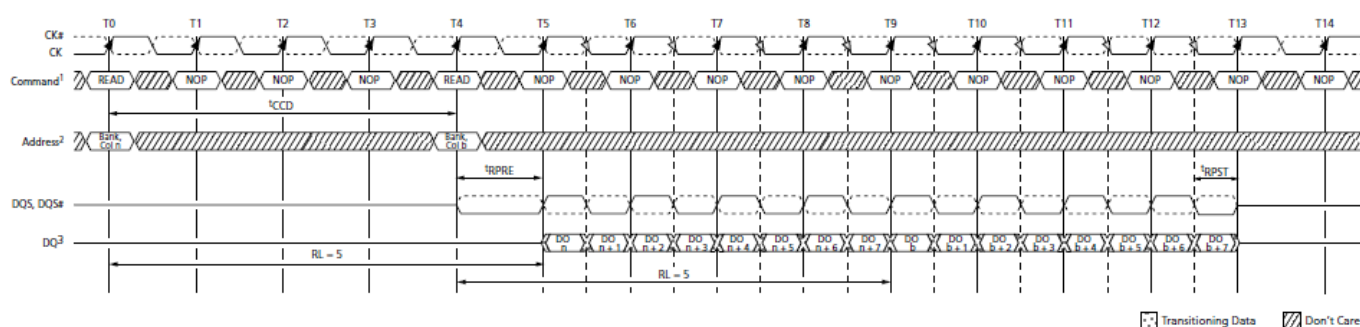 T0 T1 T2 T3 T4 T5 T6 T7 T8 T9 T10 T11 T12 T13 T14
CK#
CK
Command1 READ NOP NOP NOP READ NOP NOP NOP NOP NOP NOP NOP NOP NOP NOP
tCCD
Address2 Bank, Col n Bank, Col b
tRPRE tRPST
DQS, DQS#
DQ3 DO n DO n + 1 DO n + 2 DO n + 3 DO n + 4 DO n + 5 DO n + 6 DO n + 7 DO b DO b + 1 DO b + 2 DO b + 3 DO b + 4 DO b + 5 DO b + 6 DO b + 7
RL = 5
RL = 5
Transitioning Data Don't Care